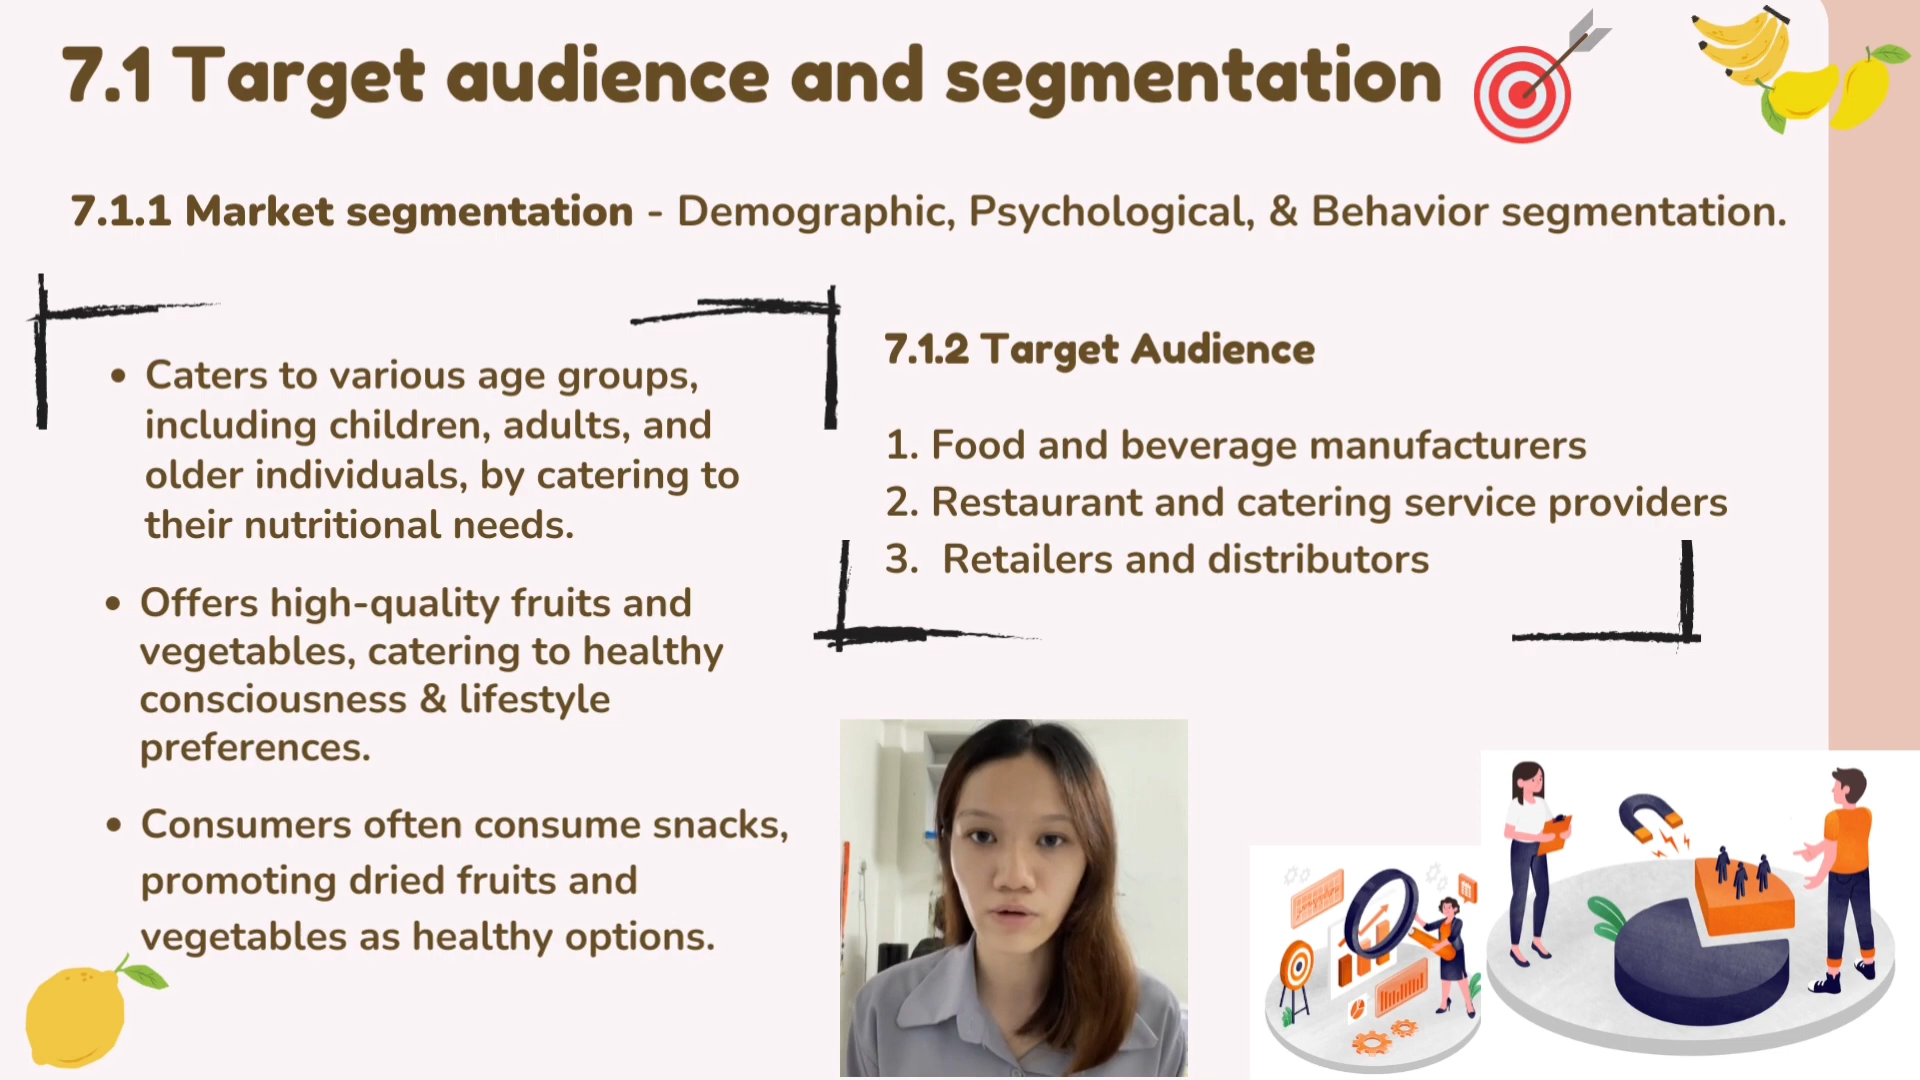 7.1 Target audience and segmentation
7.1.1 Market segmentation - Demographic, Psychological, & Behavior segmentation.
• Caters to various age groups,
including children, adults, and
older individuals, by catering to
their nutritional needs.
• Offers high-quality fruits and
vegetables, catering to healthy
consciousness & lifestyle
preferences.
• Consumers often consume snacks,
promoting dried fruits and
vegetables as healthy options.
7.1.2 Target Audience
1. Food and beverage manufacturers
2. Restaurant and catering service providers
3. Retailers and distributors